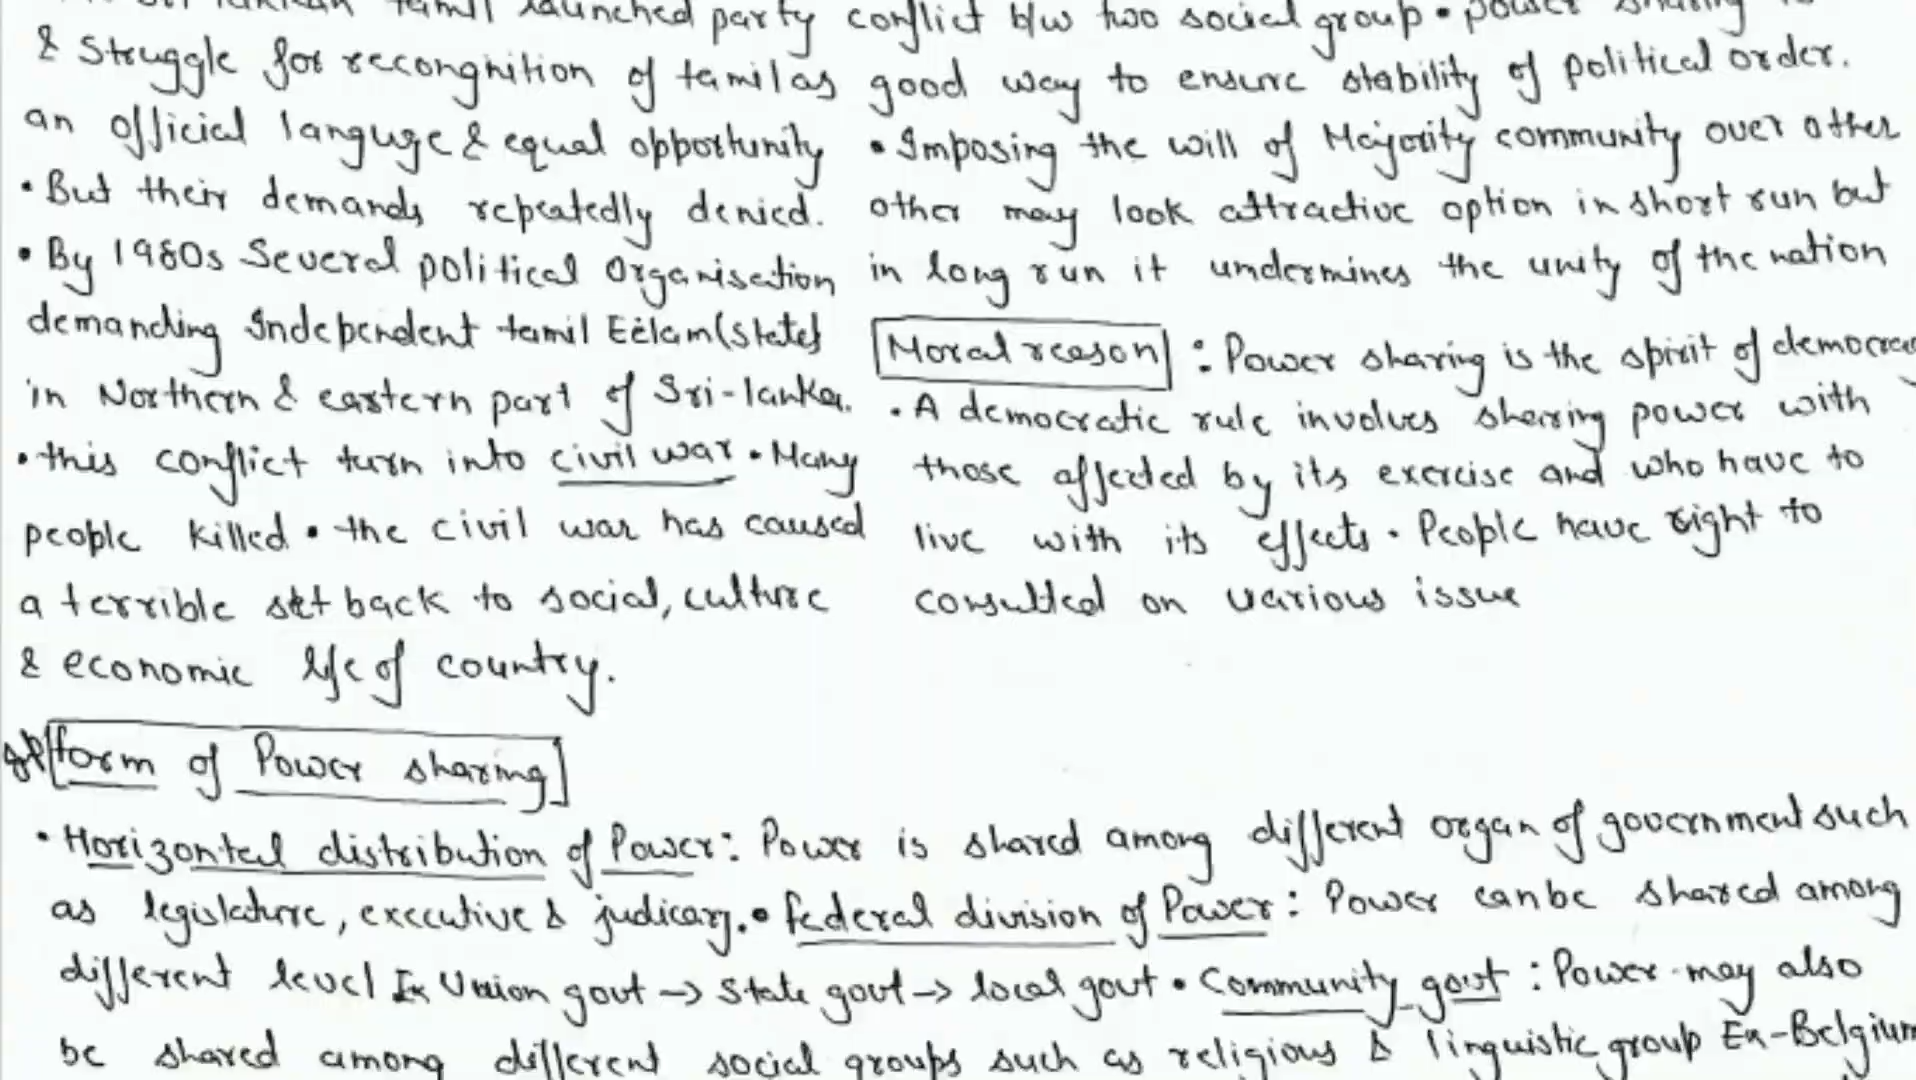 tamil launched party
& Struggle for recongnition of tamil as
an official languge & equal opportunity
• But their demands repeatedly denied.
• By 1980s Several political Organisation
demanding Independent tamil Eelam(state)
in Northern & eastern part of Sri-lanka.
• this conflict turn into civil war • Many
people killed • the civil war has caused
a terrible set back to social, culture
& economic life of country.
conflict b/w two social group • power sharing is
good way to ensure stability of political order.
• Imposing the will of Majority community over other
other may look attractive option in short run but
in long run it undermines the unity of the nation
Moral reason : Power sharing is the spirit of democracy
• A democratic rule involves sharing power with
those affected by its exercise and who have to
live with its effects • People have right to
consulted on various issue
form of Power sharing
• Horizontal distribution of Power: Power is shared among different organ of government such
as legislature, executive & judicary. • federal division of Power: Power can be shared among
different level Ex Union govt → State govt → local govt • Community govt : Power may also
be shared among different social groups such as religious & linguistic group Ex-Belgium